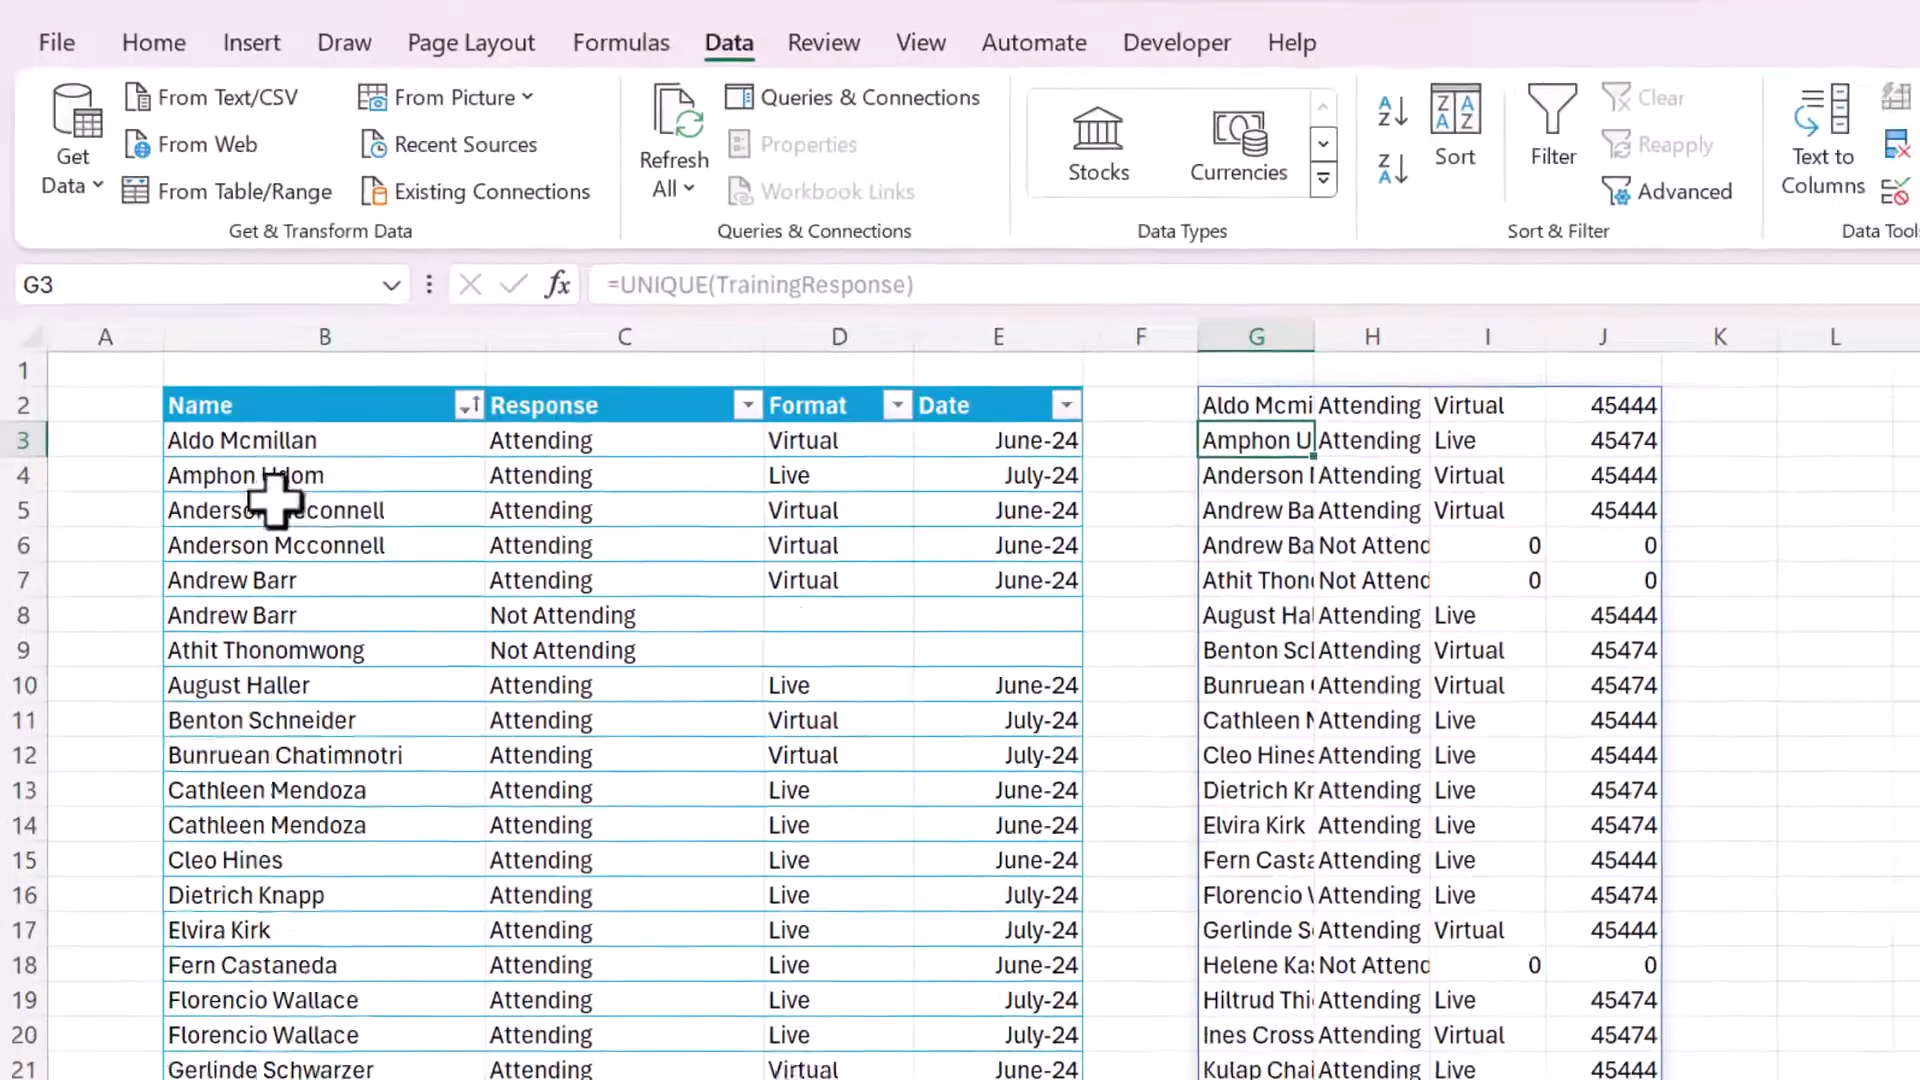 File Home Insert Draw Page Layout Formulas Data Review View Automate Developer Help
Get Data
From Text/CSV
From Web
From Table/Range
From Picture
Recent Sources
Existing Connections
Get & Transform Data
Refresh All
Queries & Connections
Properties
Workbook Links
Queries & Connections
Stocks
Currencies
Data Types
Sort
Filter
Clear
Reapply
Advanced
Sort & Filter
Text to Columns
Data Tools
G3 fx =UNIQUE(TrainingResponse)
A B C D E F G H I J K L
1
2 Name Response Format Date Aldo Mcmi Attending Virtual 45444
3 Aldo Mcmillan Attending Virtual June-24 Amphon U Attending Live 45474
4 Amphon Attending Live July-24 Anderson Attending Virtual 45444
5 Attending Virtual June-24 Andrew Ba Attending Virtual 45444
6 Anderson Mcconnell Attending Virtual June-24 Andrew Ba Not Attend 0 0
7 Andrew Barr Attending Virtual June-24 Athit Thon Not Attend 0 0
8 Andrew Barr Not Attending August Hal Attending Live 45444
9 Athit Thonomwong Not Attending Benton Sch Attending Virtual 45474
10 August Haller Attending Live June-24 Bunruean Attending Virtual 45474
11 Benton Schneider Attending Virtual July-24 Cathleen Attending Live 45444
12 Bunruean Chatimnotri Attending Virtual July-24 Cleo Hines Attending Live 45444
13 Cathleen Mendoza Attending Live June-24 Dietrich Kn Attending Live 45474
14 Cathleen Mendoza Attending Live June-24 Elvira Kirk Attending Live 45474
15 Cleo Hines Attending Live June-24 Fern Casta Attending Live 45444
16 Dietrich Knapp Attending Live July-24 Florencio Attending Live 45474
17 Elvira Kirk Attending Live July-24 Gerlinde S Attending Virtual 45444
18 Fern Castaneda Attending Live June-24 Helene Ka Not Attend 0 0
19 Florencio Wallace Attending Live July-24 Hiltrud Thi Attending Live 45474
20 Florencio Wallace Attending Live July-24 Ines Cross Attending Virtual 45474
21 Gerlinde Schwarzer Attending Virtual June-24 Kulap Chai Attending Live 45444